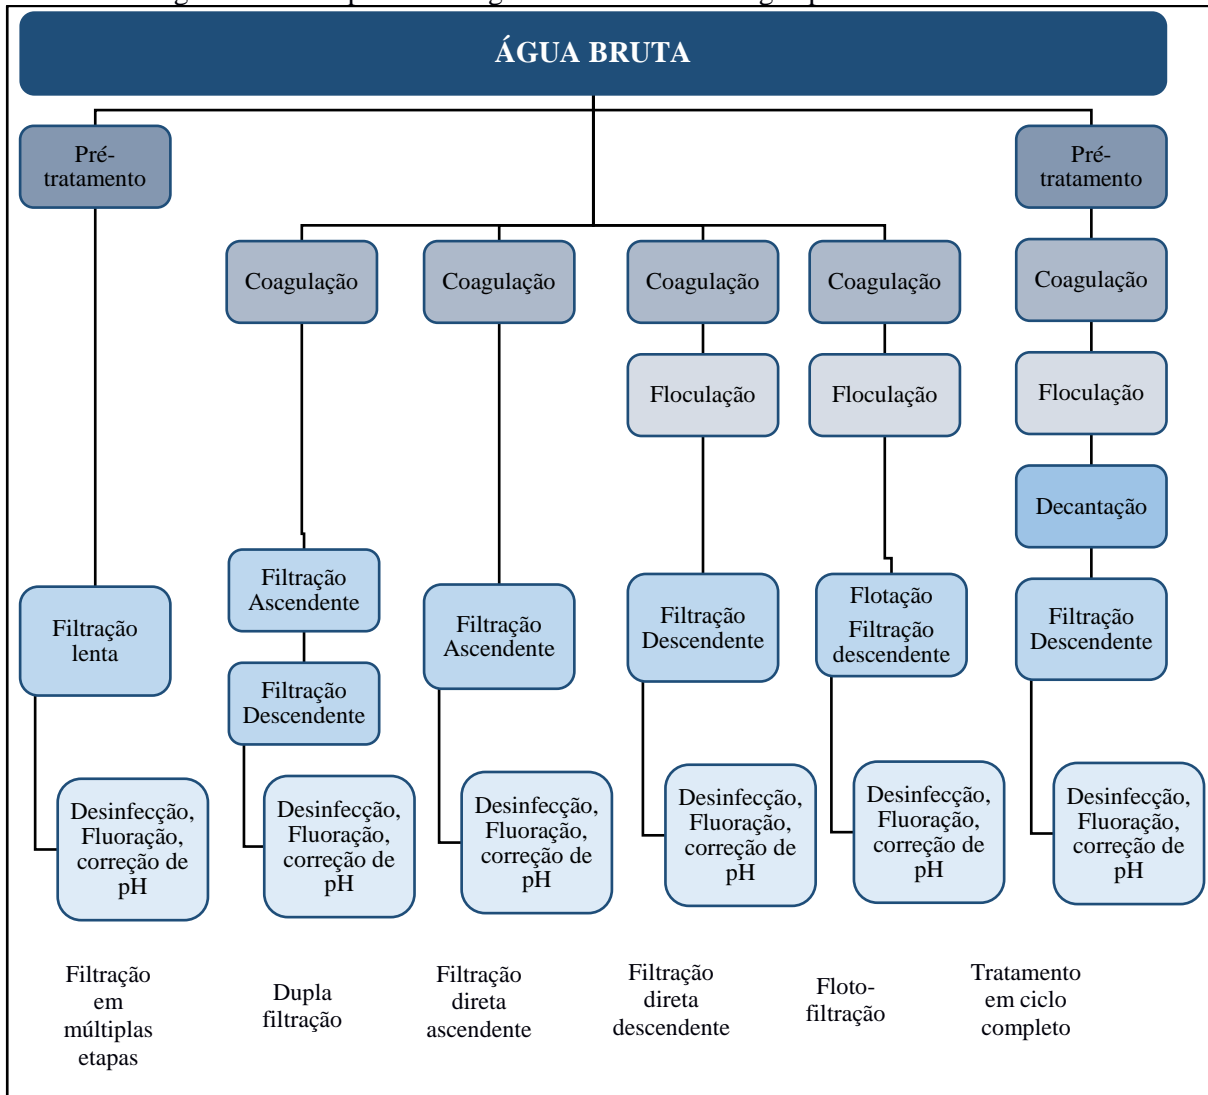 ÁGUA BRUTA
Pré-
tratamento
Filtração
lenta
Desinfecção,
Fluoração,
correção de
pH
Filtração
em
múltiplas
etapas
Coagulação
Filtração
Ascendente
Filtração
Descendente
Desinfecção,
Fluoração,
correção de
pH
Dupla
filtração
Coagulação
Filtração
Ascendente
Desinfecção,
Fluoração,
correção de
pH
Filtração
direta
ascendente
Coagulação
Floculação
Filtração
Descendente
Desinfecção,
Fluoração,
correção de
pH
Filtração
direta
descendente
Coagulação
Floculação
Flotação
Filtração
descendente
Desinfecção,
Fluoração,
correção de
pH
Floto-
filtração
Pré-
tratamento
Coagulação
Floculação
Decantação
Filtração
Descendente
Desinfecção,
Fluoração,
correção de
pH
Tratamento
em ciclo
completo